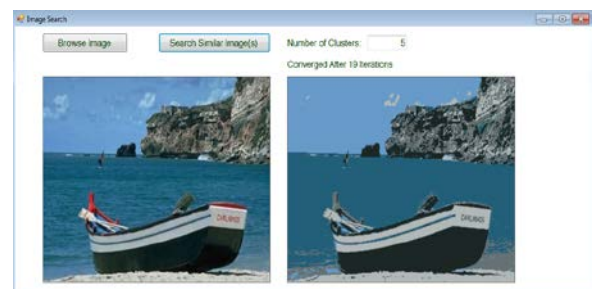 Image Search
Browse Image
Search Similar Image(s)
Number of Clusters: 5
Converged After 19 Iterations